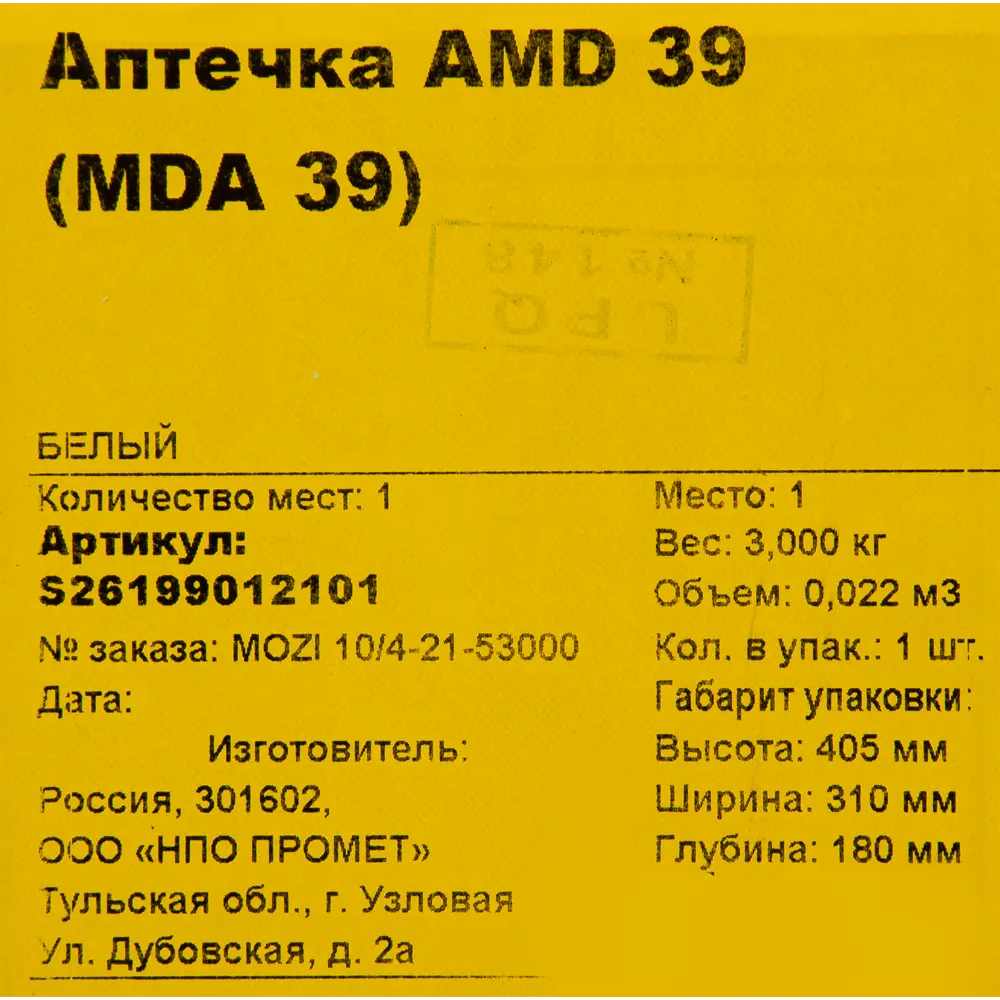 Аптечка AMD 39
(MDA 39)
№ 148
LPQ
БЕЛЫЙ
Количество мест: 1
Артикул:
S26199012101
№ заказа: MOZI 10/4-21-53000
Дата:
Изготовитель:
Россия, 301602,
ООО «НПО ПРОМЕТ»
Тульская обл., г. Узловая
Ул. Дубовская, д. 2а
Место: 1
Вес: 3,000 кг
Объем: 0,022 м3
Кол. в упак.: 1 шт.
Габарит упаковки:
Высота: 405 мм
Ширина: 310 мм
Глубина: 180 мм